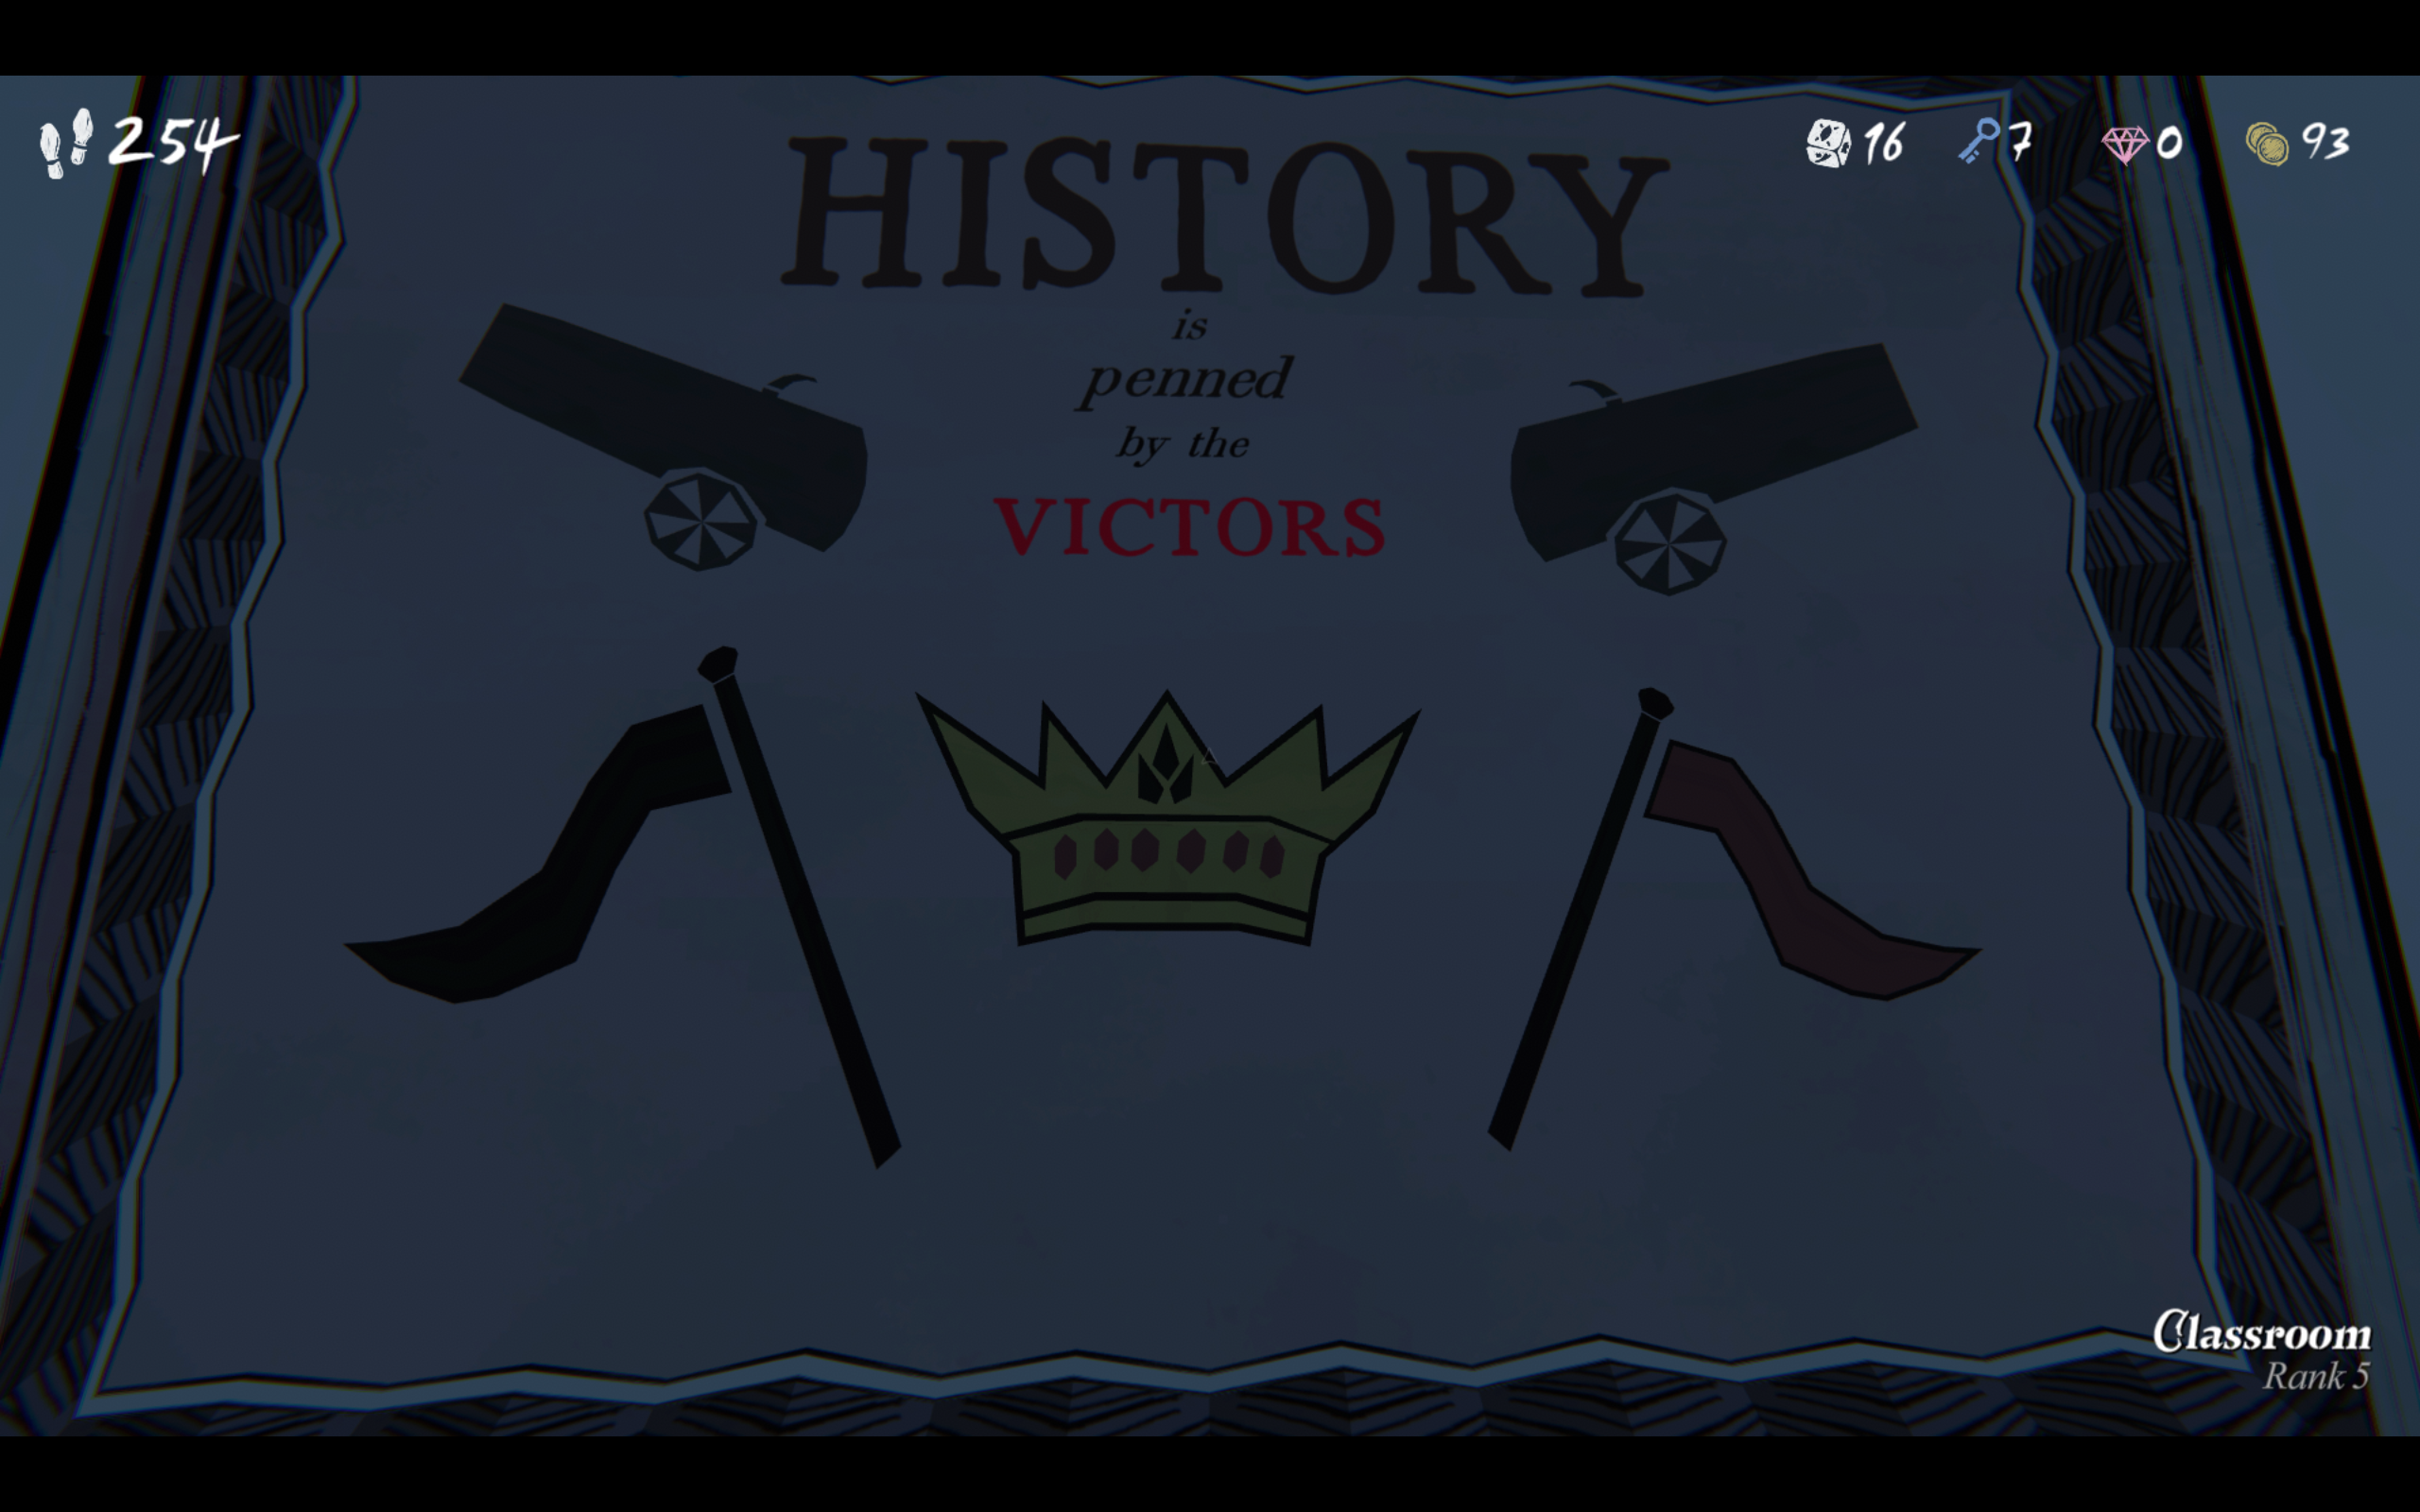 254
16
7
0
93
HISTORY
is
penned
by the
VICTORS
Classroom
Rank 5